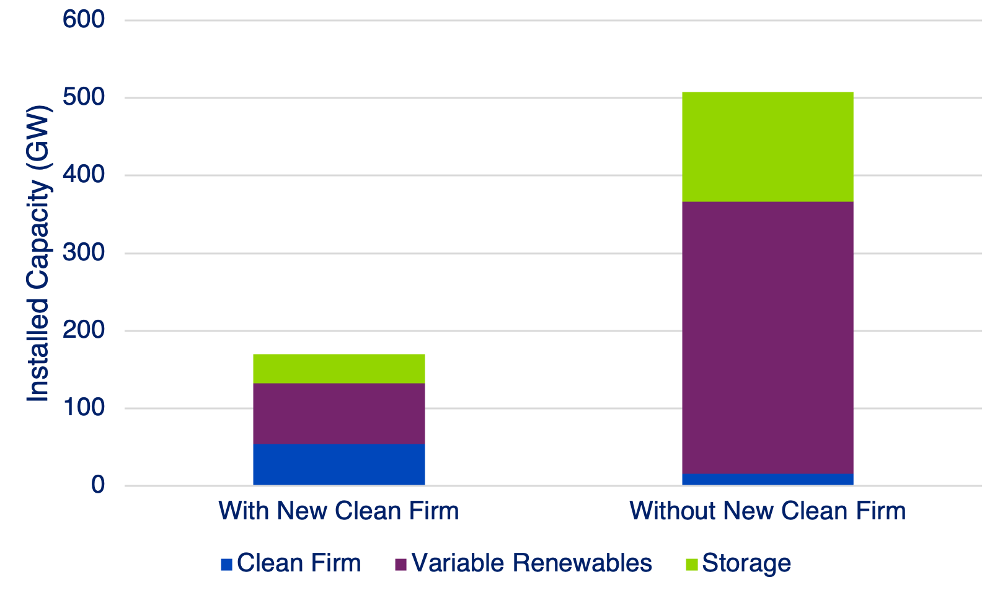 600
500
400
300
200
100
0
Installed Capacity (GW)
With New Clean Firm
Without New Clean Firm
Clean Firm
Variable Renewables
Storage